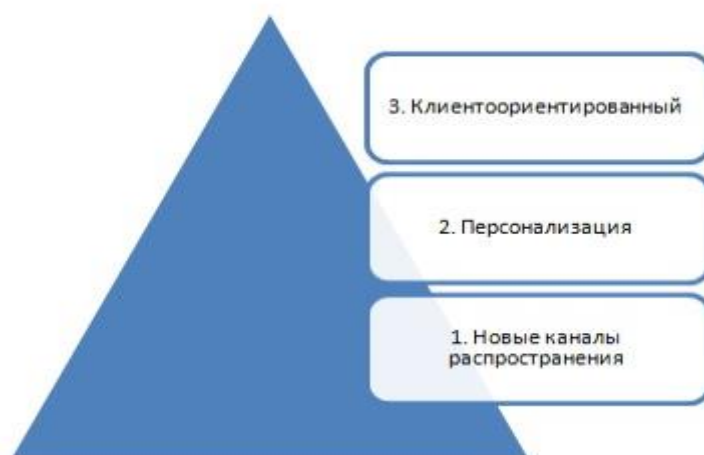 3. Клиентоориентированный
2. Персонализация
1. Новые каналы
распространения